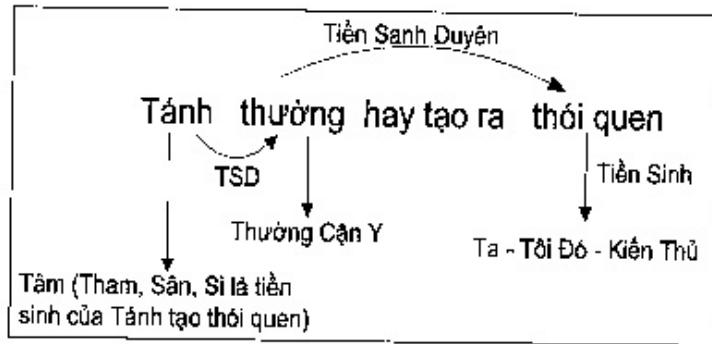 Tiền Sanh Duyên
Tánh thường hay tạo ra thói quen
TSD
Tiền Sinh
Thường Cận Y
Ta - Tôi Đó - Kiến Thủ
Tâm (Tham, Sân, Si là tiền
sinh của Tánh tạo thói quen)